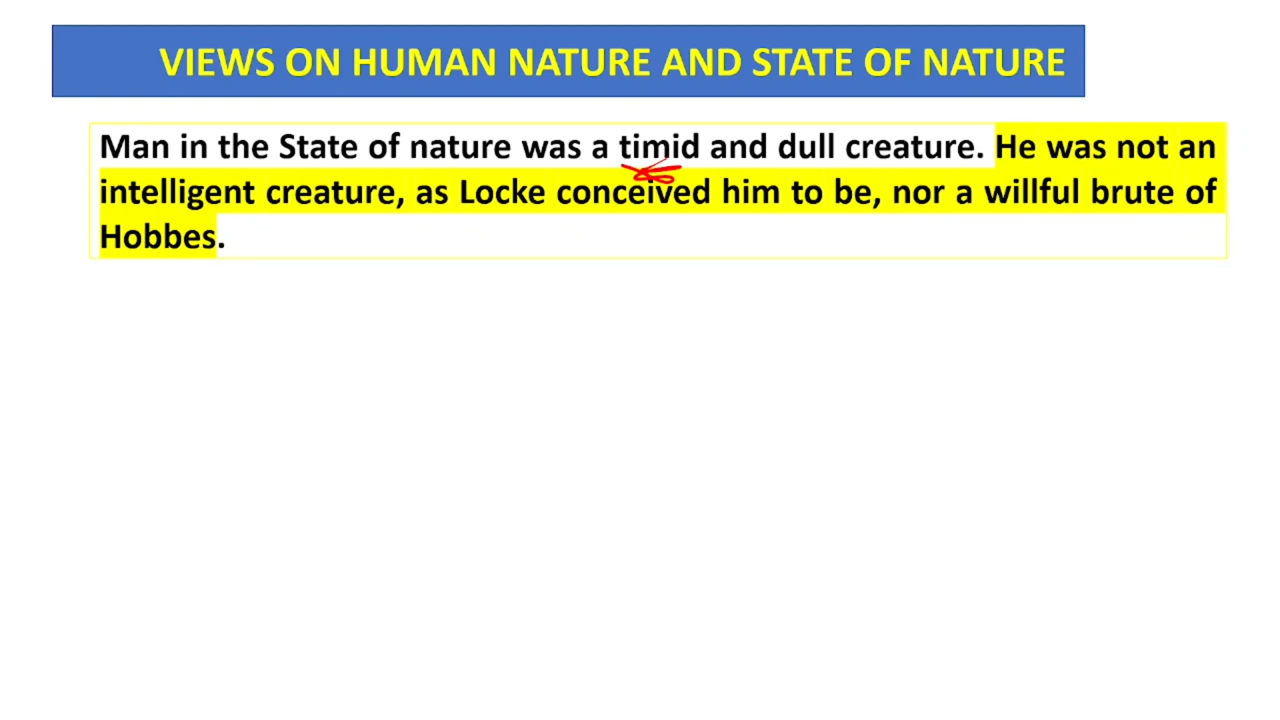 VIEWS ON HUMAN NATURE AND STATE OF NATURE
Man in the State of nature was a timid and dull creature. He was not an
intelligent creature, as Locke conceived him to be, nor a willful brute of
Hobbes.